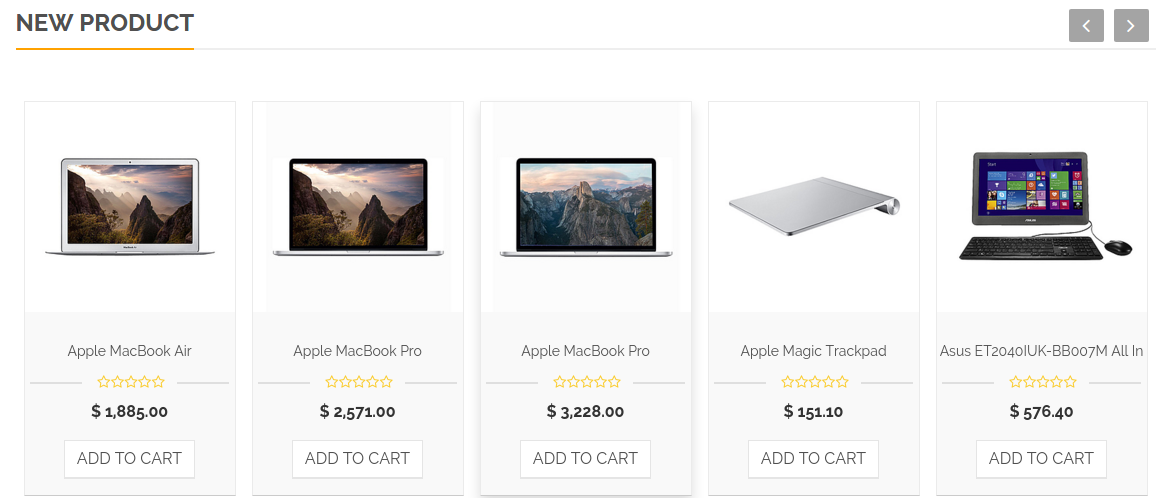 NEW PRODUCT
Apple MacBook Air
$ 1,885.00
ADD TO CART
Apple MacBook Pro
$ 2,571.00
ADD TO CART
Apple MacBook Pro
$ 3,228.00
ADD TO CART
Apple Magic Trackpad
$ 151.10
ADD TO CART
Start
ASUS
Asus ET2040IUK-BB007M All In
$ 576.40
ADD TO CART